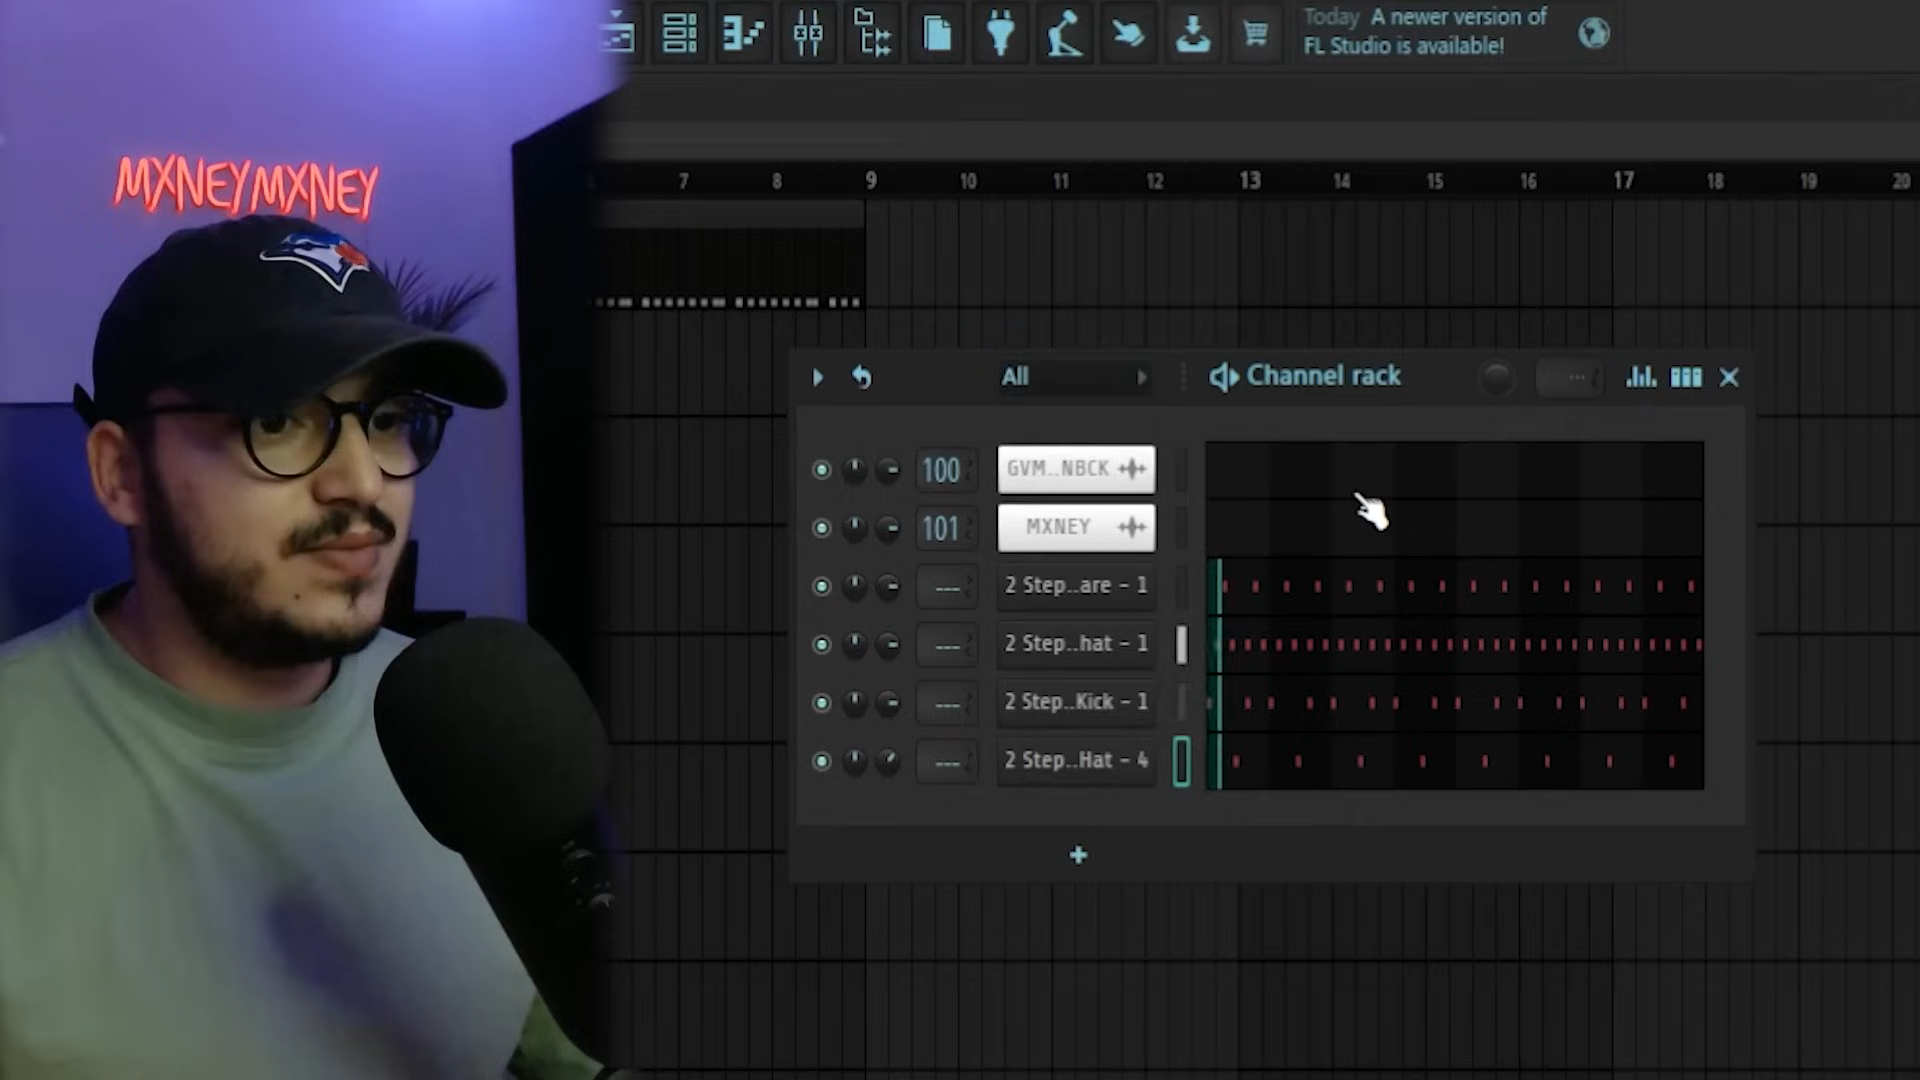 Today A newer version of
FL Studio is available!
7 8 9 10 11 12 13 14 15 16 17 18 19 20
MXNEYMXNEY
All
Channel rack
100 GVM..NBCK
101 MXNEY
--- 2 Step..are - 1
--- 2 Step..hat - 1
--- 2 Step..Kick - 1
--- 2 Step..Hat - 4